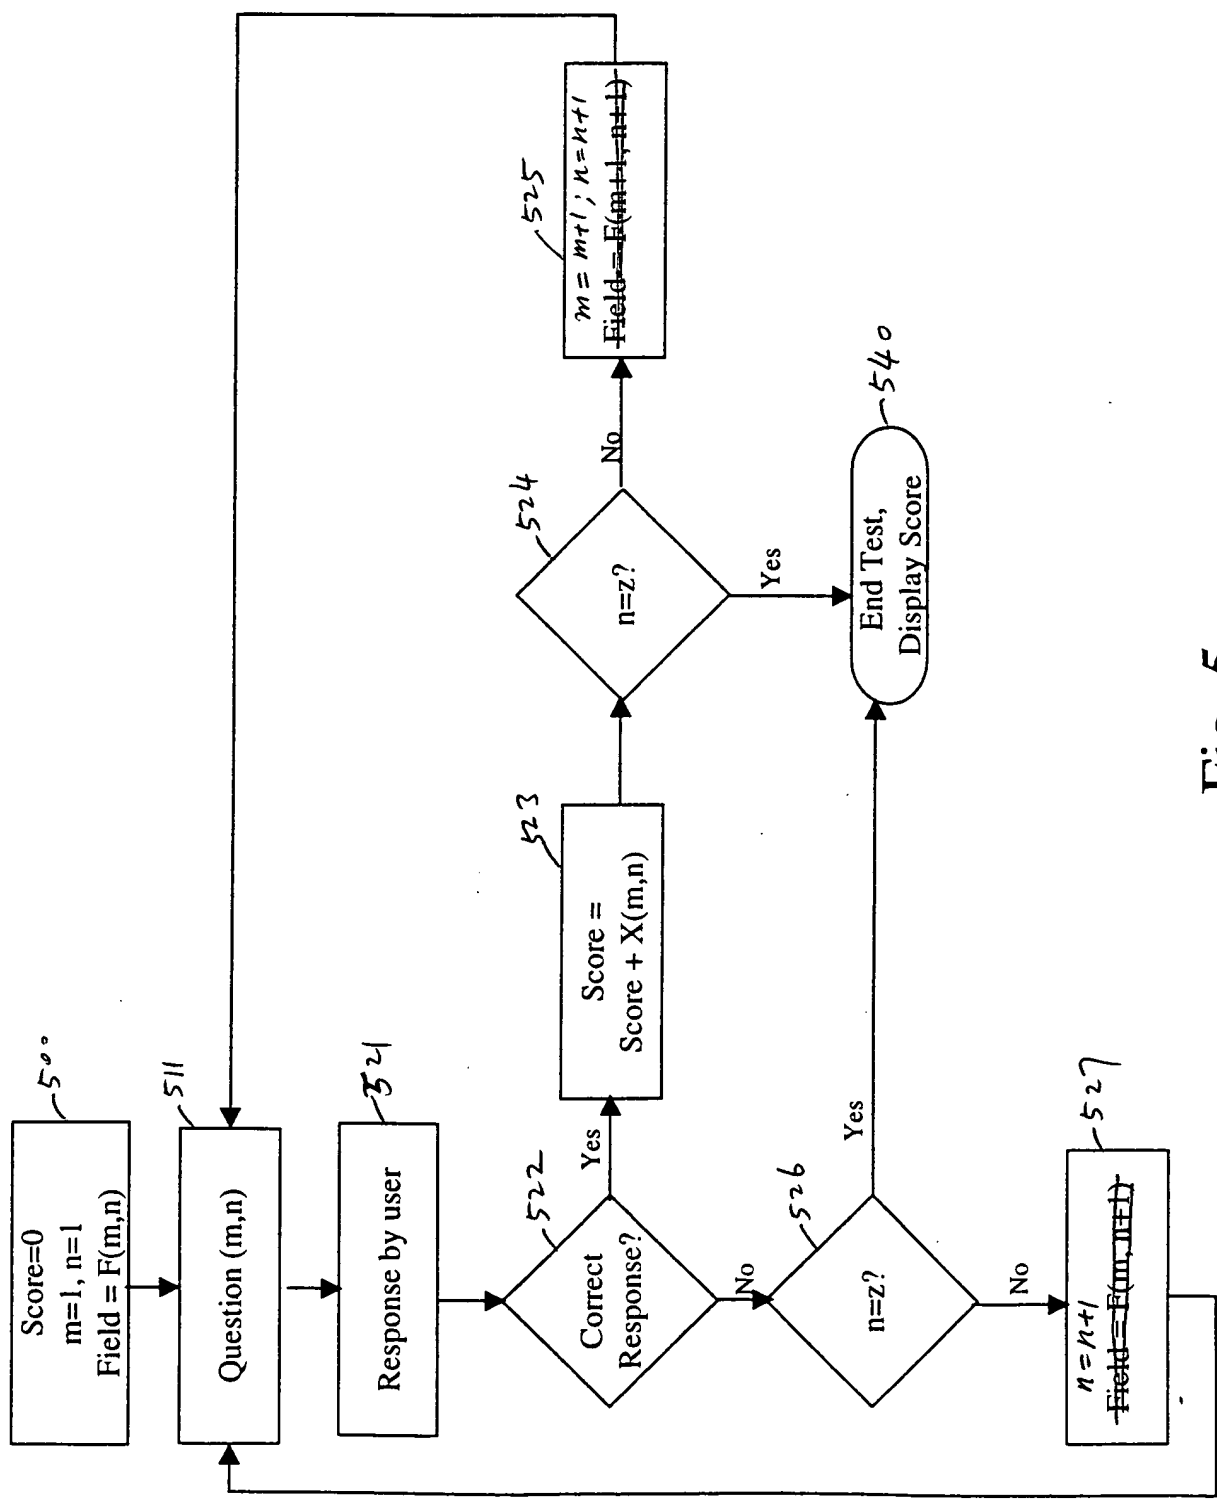 500
Score=0
m=1, n=1
Field = F(m,n)
511
Question (m,n)
521
Response by user
522
Correct
Response?
Yes
No
523
Score =
Score + X(m,n)
524
n=z?
No
Yes
525
m = m+1 ; n = n+1
Field = F(m+1, n+1)
526
n=z?
Yes
No
527
n = n+1
Field = F(m, n+1)
540
End Test,
Display Score